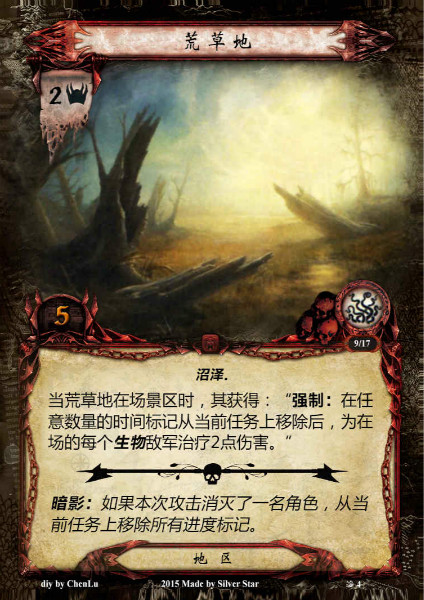 荒草地
2
5
9/17
沼泽.
当荒草地在场景区时，其获得：“强制：在任
意数量的时间标记从当前任务上移除后，为在
场的每个生物敌军治疗2点伤害。”
暗影：如果本次攻击消灭了一名角色，从当
前任务上移除所有进度标记。
地 区
diy by ChenLu
2015 Made by Silver Star
4